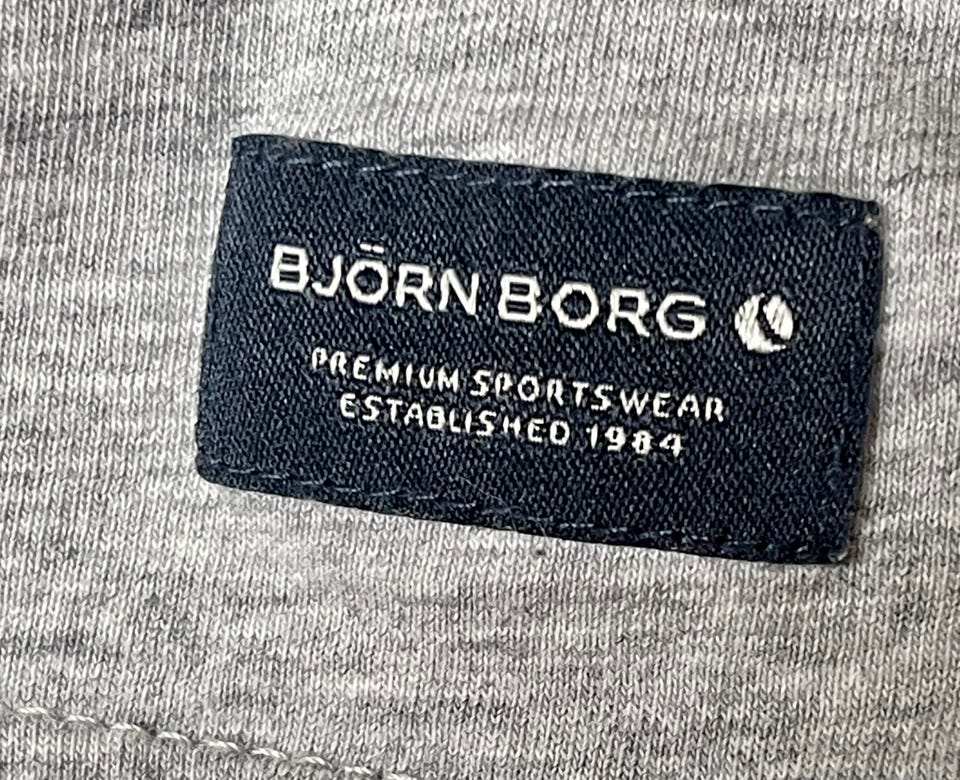 BJÖRN BORG
PREMIUM SPORTSWEAR
ESTABLISHED 1984